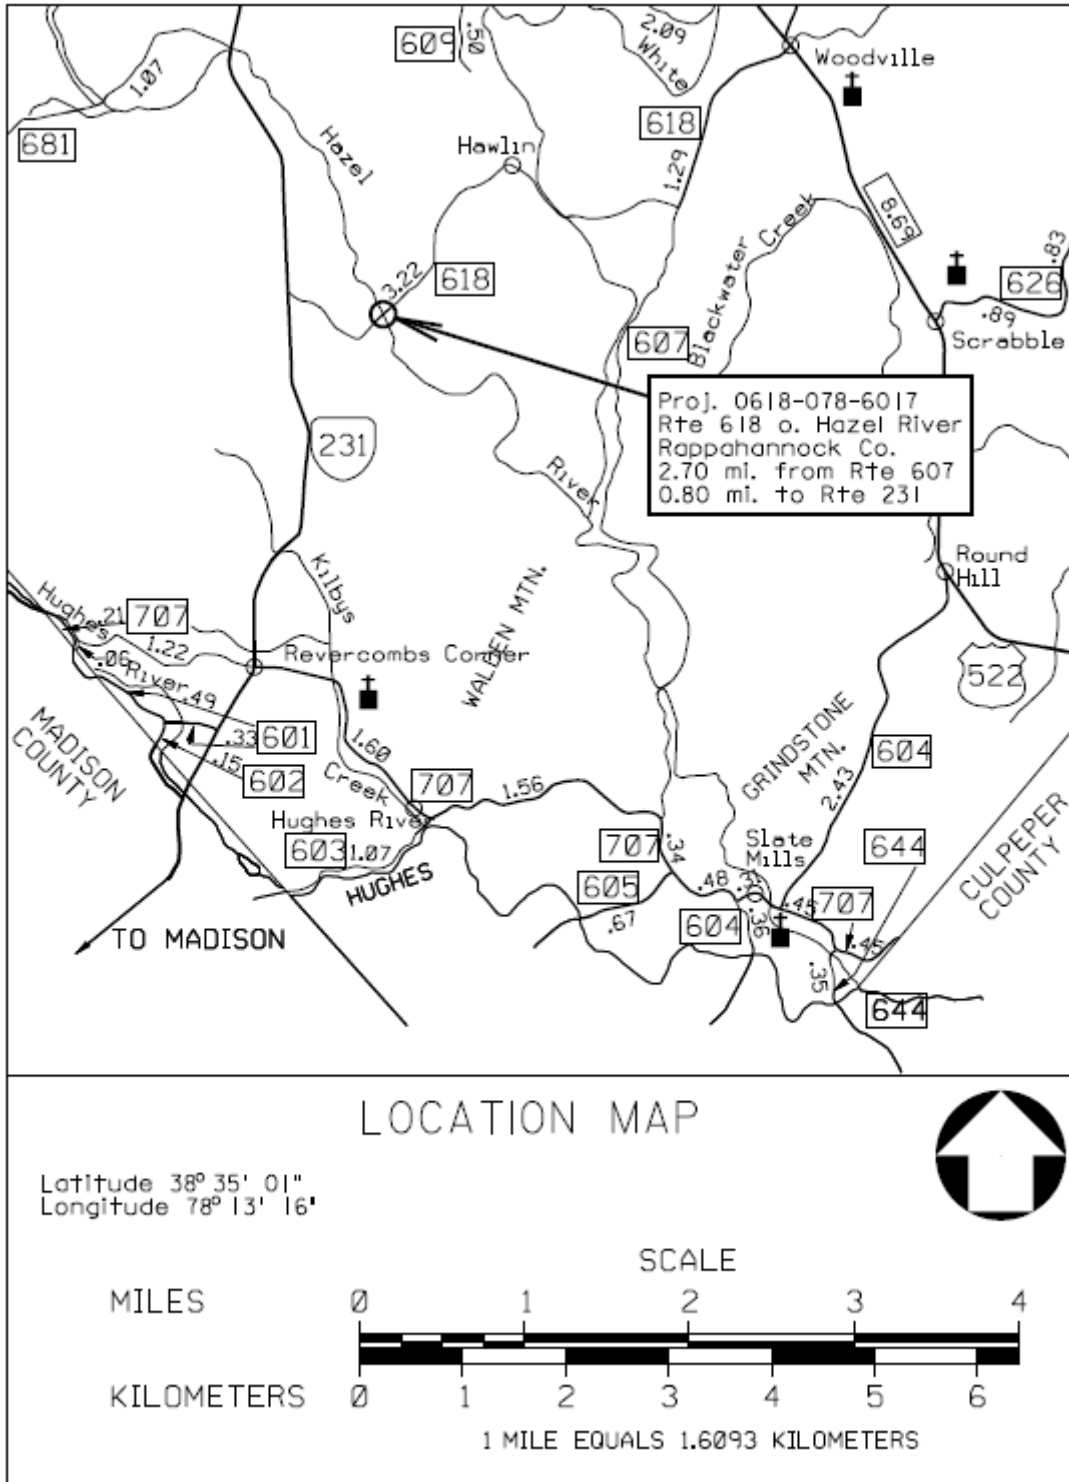 609
.50
2.09
White
Woodville
1.07
681
Hazel
Hawlin
618
1.29
Blackwater Creek
8.69
.83
626
.89
Scrabble
3.22
618
607
Proj. 0618-078-6017
Rte 618 o. Hazel River
Rappahannock Co.
2.70 mi. from Rte 607
0.80 mi. to Rte 231
231
River
Kilbys
WALDEN MTN.
Round
Hill
522
Hughes
.21
707
1.22
Revercombs Corner
.06
River
.49
601
.33
.15
602
MADISON
COUNTY
1.60
Creek
707
1.56
Hughes River
603
1.07
HUGHES
GRINDSTONE
MTN.
604
2.43
Slate
Mills
644
CULPEPER
COUNTY
707
.34
605
.67
.48
.31
604
.36
.45
707
.45
.35
644
TO MADISON
LOCATION MAP
Latitude 38° 35' 01"
Longitude 78° 13' 16"
SCALE
MILES 0 1 2 3 4
KILOMETERS 0 1 2 3 4 5 6
1 MILE EQUALS 1.6093 KILOMETERS